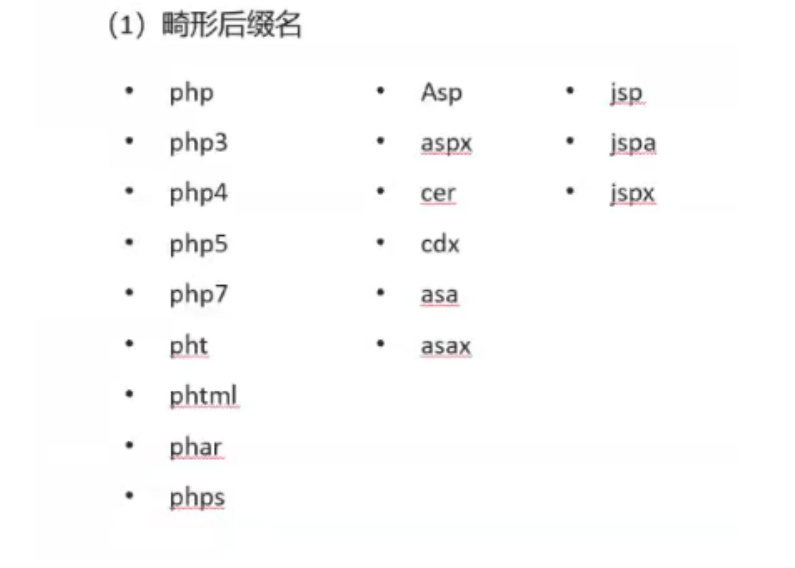 （1）畸形后缀名
• php
• php3
• php4
• php5
• php7
• pht
• phtml
• phar
• phps
• Asp
• aspx
• cer
• cdx
• asa
• asax
• jsp
• jspa
• jspx